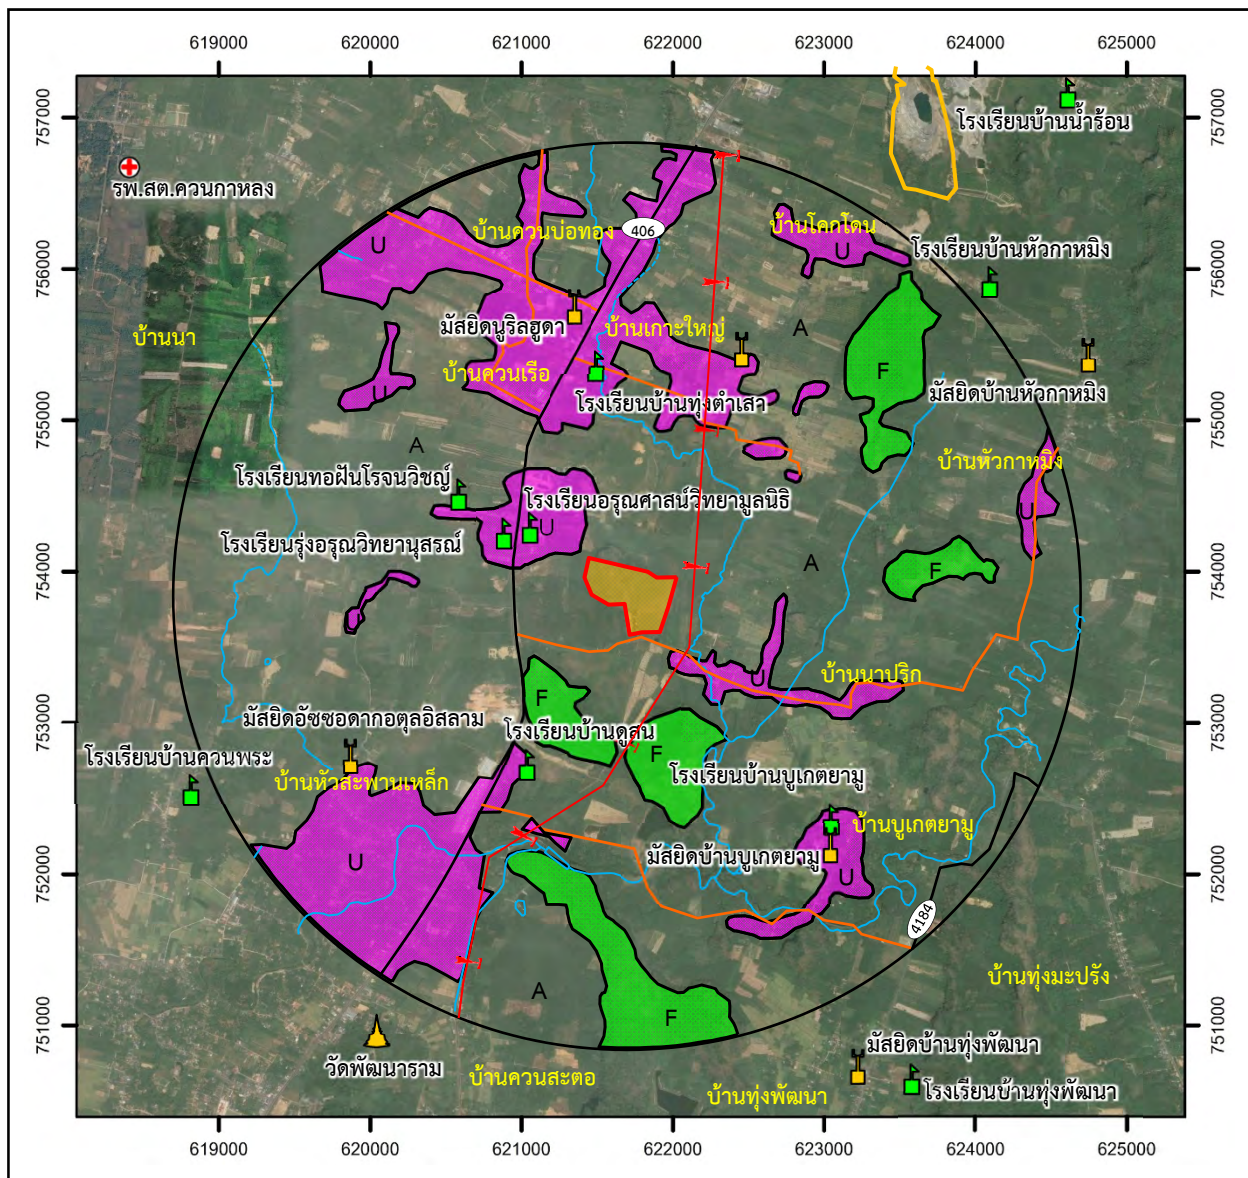 619000 620000 621000 622000 623000 624000 625000
757000
757000
โรงเรียนบ้านน้ำร้อน
รพ.สต.ควนกาหลง
บ้านควนบ่อทอง
406
บ้านโคกโดน
U
U
โรงเรียนบ้านหัวกาหมิง
756000
756000
บ้านนา
มัสยิดนูริลฮูดา
บ้านเกาะใหญ่
A
บ้านควนเรือ
F
U
มัสยิดบ้านหัวกาหมิง
โรงเรียนบ้านทุ่งตำเสา
755000
755000
A
บ้านหัวกาหมิง
โรงเรียนทอฝันโรจนวิชญ์
โรงเรียนอรุณศาสน์วิทยามูลนิธิ
U
U
โรงเรียนรุ่งอรุณวิทยานุสรณ์
A
F
754000
754000
บ้านนาปริก
U
F
มัสยิดอัซซอดากอตุลอิสลาม
โรงเรียนบ้านดูสน
753000
753000
โรงเรียนบ้านควนพระ
F
โรงเรียนบ้านบูเกตยามู
บ้านหัวสะพานเหล็ก
บ้านบูเกตยามู
มัสยิดบ้านบูเกตยามู
U
U
752000
752000
4184
บ้านทุ่งมะปรัง
A
F
751000
751000
มัสยิดบ้านทุ่งพัฒนา
วัดพัฒนาราม
บ้านควนสะตอ
บ้านทุ่งพัฒนา
โรงเรียนบ้านทุ่งพัฒนา
619000 620000 621000 622000 623000 624000 625000